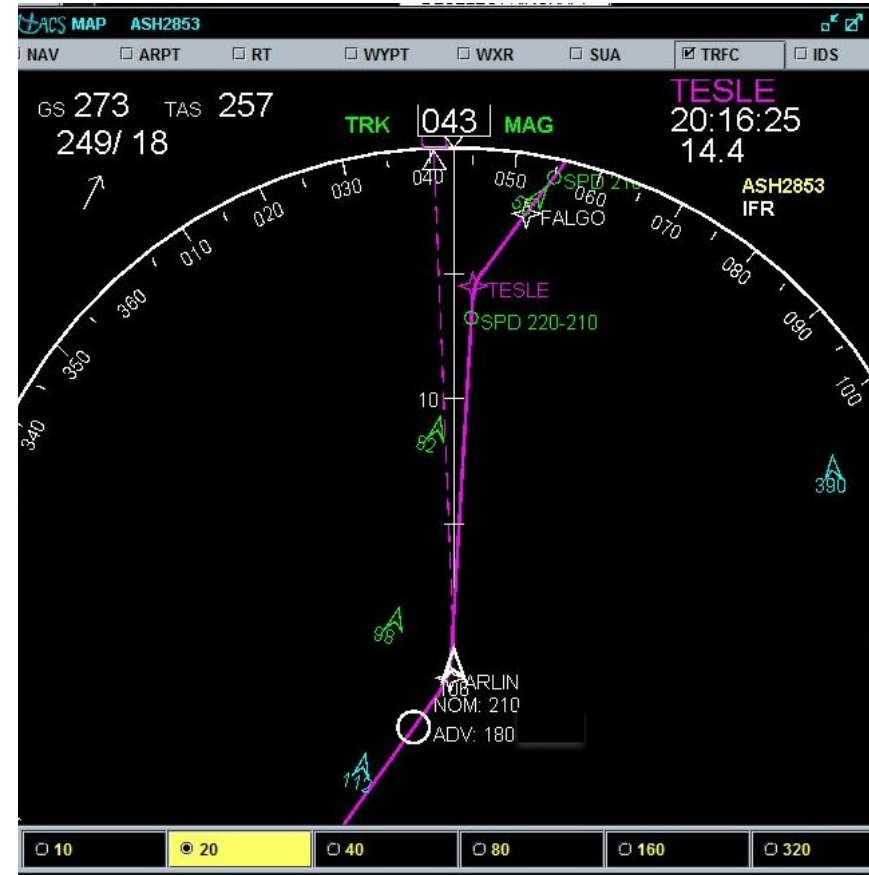 ACS MAP ASH2853
NAV ARPT RT WYPT WXR SUA TRFC IDS
GS 273 TAS 257
249/ 18
TRK 043 MAG
TESLE
20:16:25
14.4
ASH2853
IFR
340 350 360 010 020 030 040 050 060 070 080 090 100
SPD 210
FALGO
TESLE
SPD 220-210
10
82
390
98
ARLIN
NOM: 210
ADV: 180
112
10 20 40 80 160 320